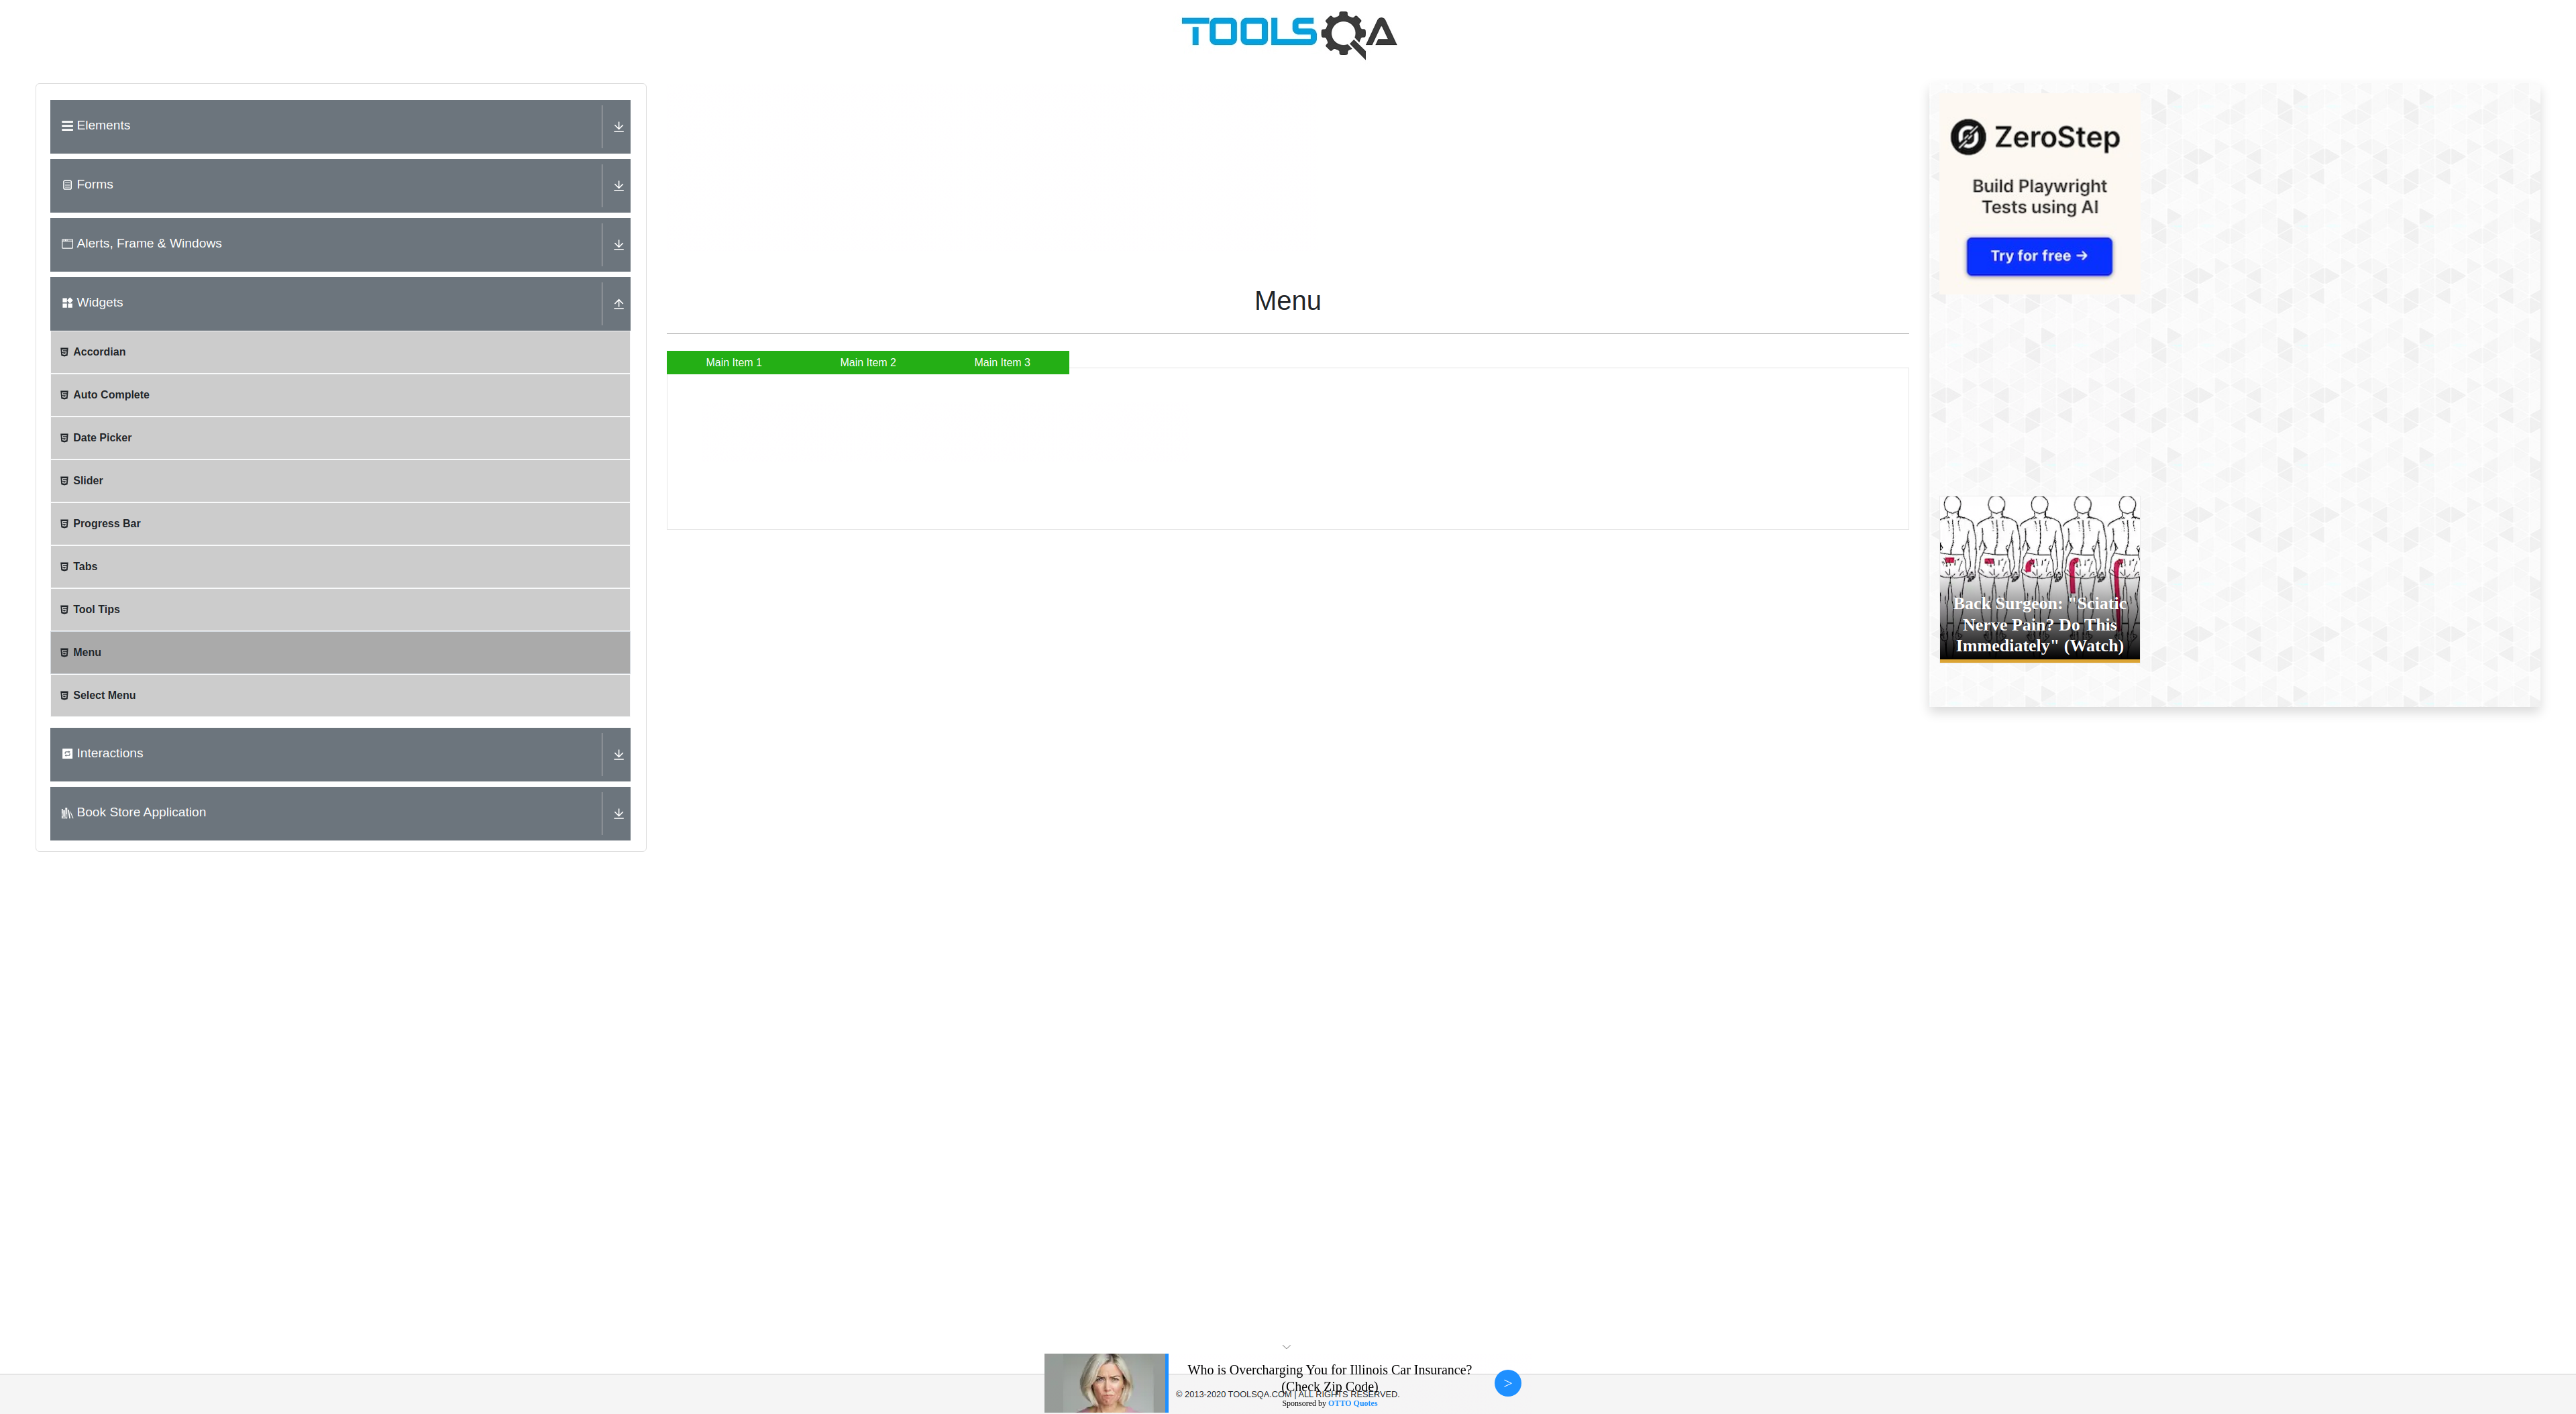 TOOLSQA
Elements
Forms
Alerts, Frame & Windows
Widgets
Accordian
Auto Complete
Date Picker
Slider
Progress Bar
Tabs
Tool Tips
Menu
Select Menu
Interactions
Book Store Application
Menu
Main Item 1
Main Item 2
Main Item 3
ZeroStep
Build Playwright
Tests using AI
Try for free →
Back Surgeon: "Sciatic
Nerve Pain? Do This
Immediately" (Watch)
Who is Overcharging You for Illinois Car Insurance?
(Check Zip Code)
© 2013-2020 TOOLSQA.COM | ALL RIGHTS RESERVED.
Sponsored by OTTO Quotes
>